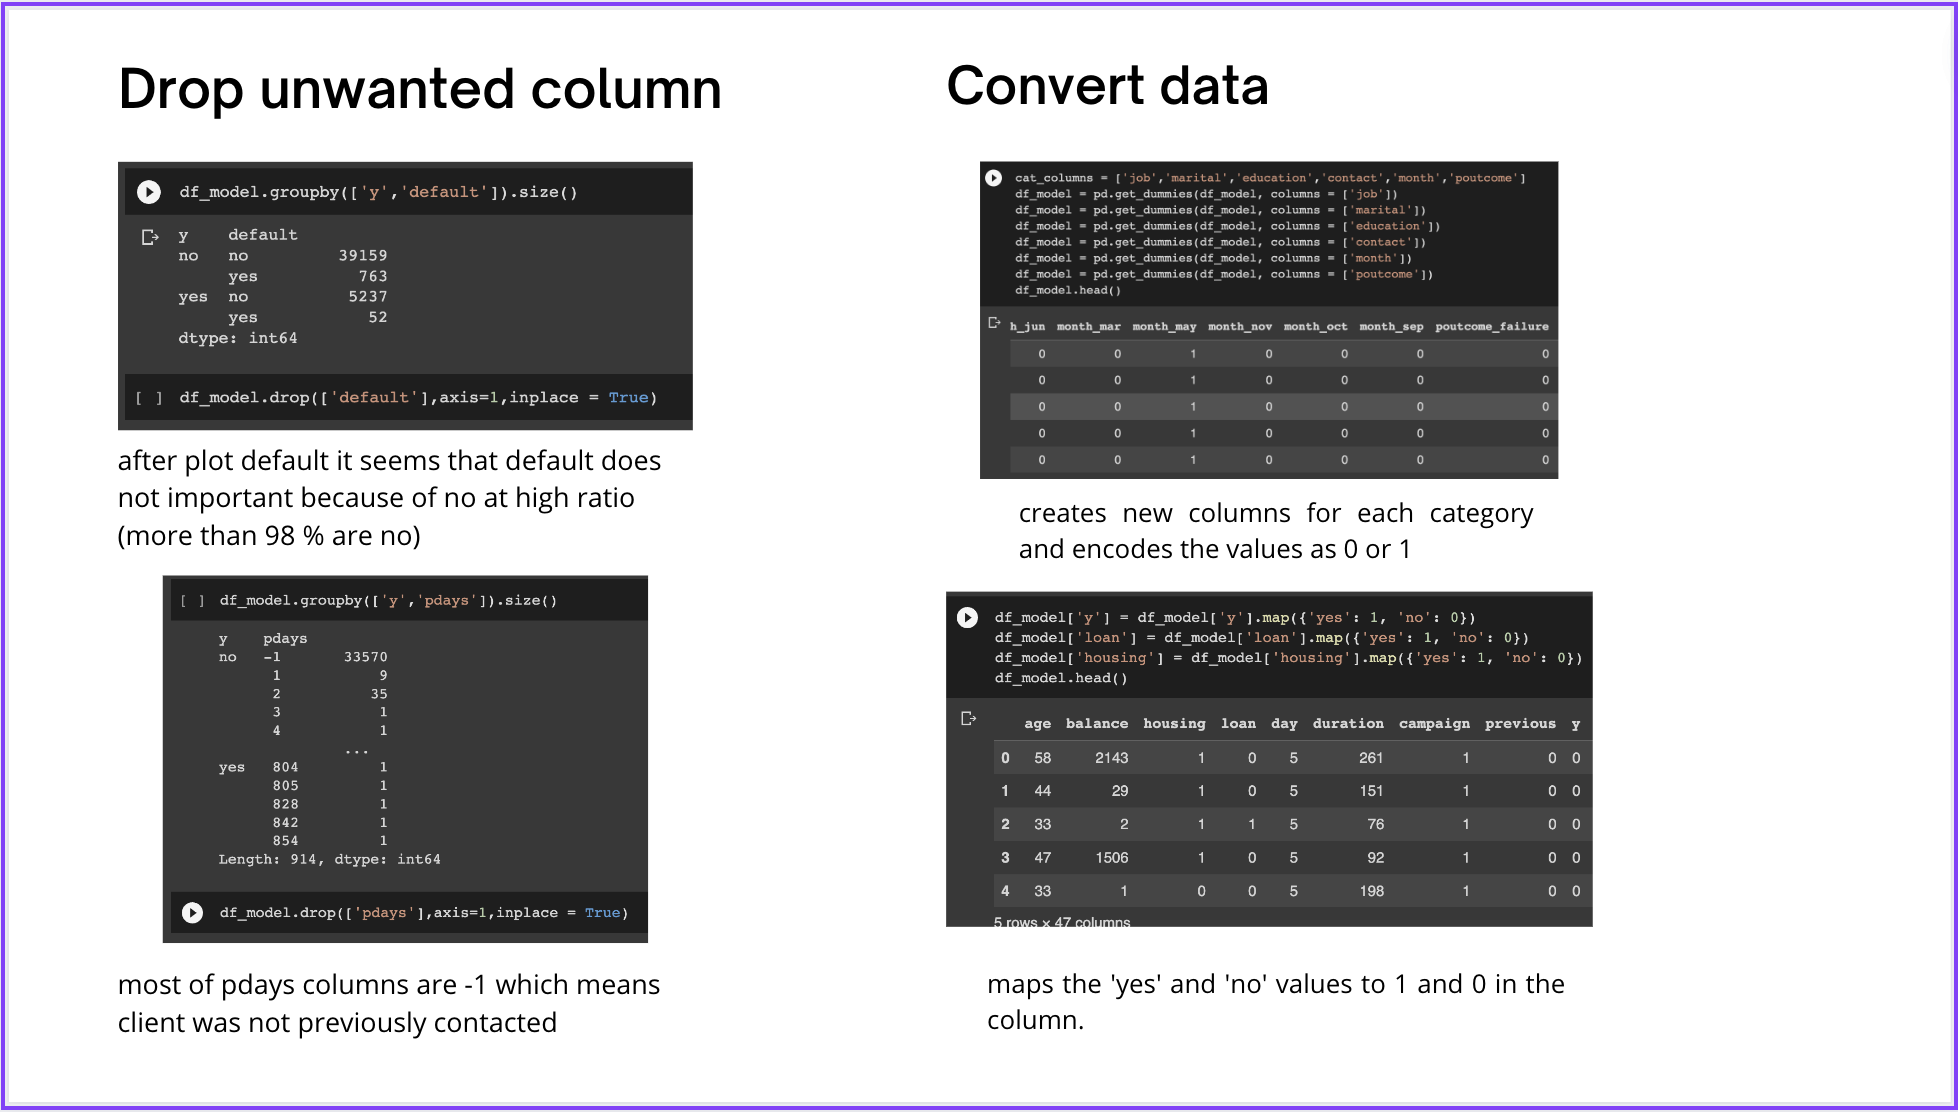 Drop unwanted column
df_model.groupby(['y','default']).size()
y default
no no 39159
yes 763
yes no 5237
yes 52
dtype: int64
[ ] df_model.drop(['default'],axis=1,inplace = True)
after plot default it seems that default does
not important because of no at high ratio
(more than 98 % are no)
[ ] df_model.groupby(['y','pdays']).size()
y pdays
no -1 33570
1 9
2 35
3 1
4 1
...
yes 804 1
805 1
828 1
842 1
854 1
Length: 914, dtype: int64
df_model.drop(['pdays'],axis=1,inplace = True)
most of pdays columns are -1 which means
client was not previously contacted
Convert data
cat_columns = ['job','marital','education','contact','month','poutcome']
df_model = pd.get_dummies(df_model, columns = ['job'])
df_model = pd.get_dummies(df_model, columns = ['marital'])
df_model = pd.get_dummies(df_model, columns = ['education'])
df_model = pd.get_dummies(df_model, columns = ['contact'])
df_model = pd.get_dummies(df_model, columns = ['month'])
df_model = pd.get_dummies(df_model, columns = ['poutcome'])
df_model.head()
h_jun month_mar month_may month_nov month_oct month_sep poutcome_failure
0 0 1 0 0 0 0
0 0 1 0 0 0 0
0 0 1 0 0 0 0
0 0 1 0 0 0 0
0 0 1 0 0 0 0
creates new columns for each category
and encodes the values as 0 or 1
df_model['y'] = df_model['y'].map({'yes': 1, 'no': 0})
df_model['loan'] = df_model['loan'].map({'yes': 1, 'no': 0})
df_model['housing'] = df_model['housing'].map({'yes': 1, 'no': 0})
df_model.head()
age balance housing loan day duration campaign previous y
0 58 2143 1 0 5 261 1 0 0
1 44 29 1 0 5 151 1 0 0
2 33 2 1 1 5 76 1 0 0
3 47 1506 1 0 5 92 1 0 0
4 33 1 0 0 5 198 1 0 0
5 rows × 47 columns
maps the 'yes' and 'no' values to 1 and 0 in the
column.